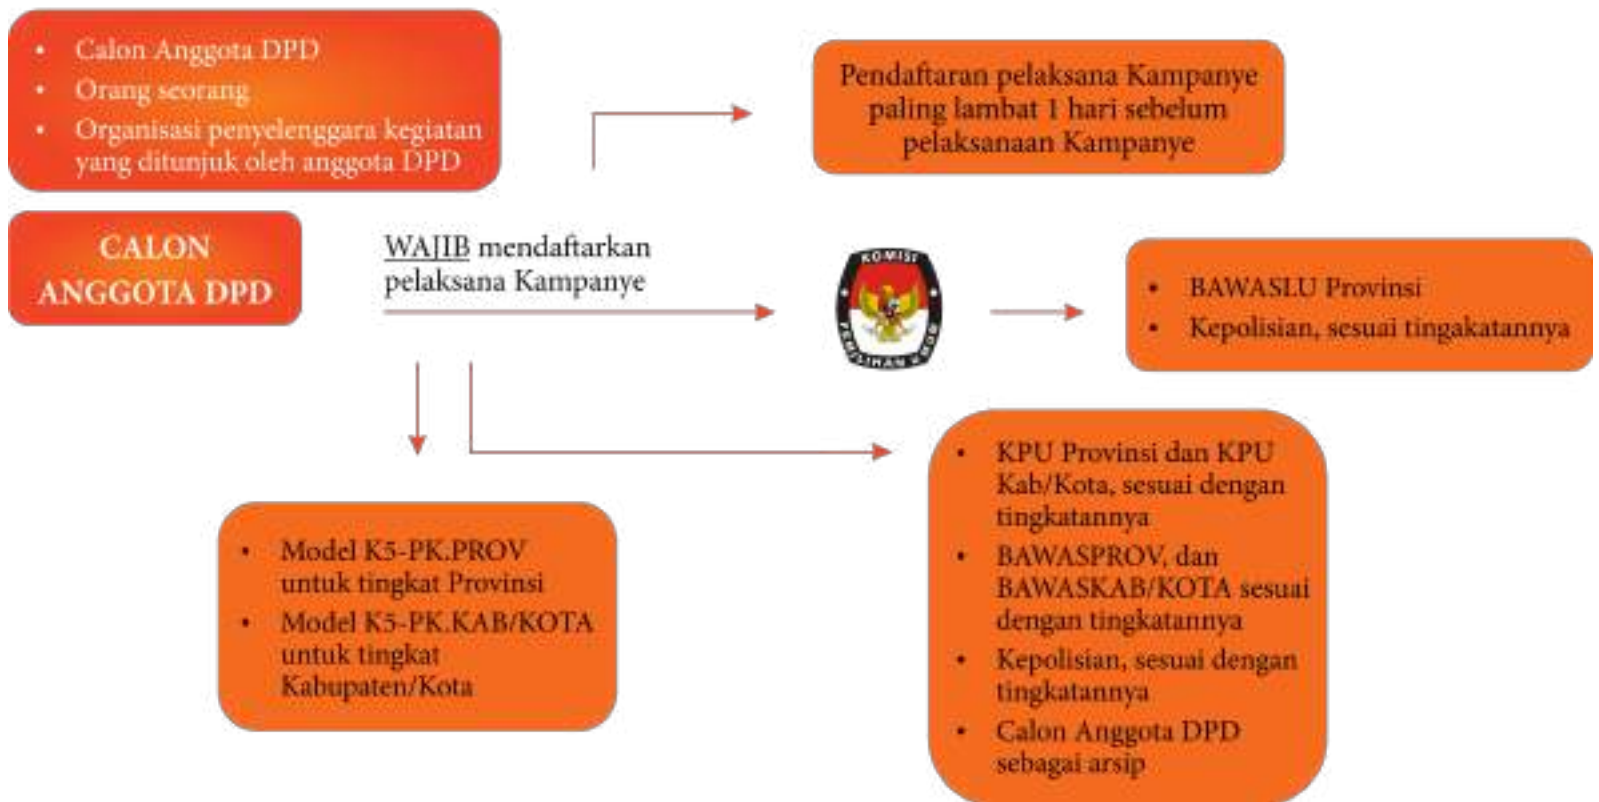 • Calon Anggota DPD
• Orang seorang
• Organisasi penyelenggara kegiatan
yang ditunjuk oleh anggota DPD
Pendaftaran pelaksana Kampanye
paling lambat 1 hari sebelum
pelaksanaan Kampanye
CALON
ANGGOTA DPD
WAJIB mendaftarkan
pelaksana Kampanye
KOMISI
PEMILIHAN UMUM
• BAWASLU Provinsi
• Kepolisian, sesuai tingakatannya
• Model K5-PK.PROV
untuk tingkat Provinsi
• Model K5-PK.KAB/KOTA
untuk tingkat
Kabupaten/Kota
• KPU Provinsi dan KPU
Kab/Kota, sesuai dengan
tingkatannya
• BAWASPROV, dan
BAWASKAB/KOTA sesuai
dengan tingkatannya
• Kepolisian, sesuai dengan
tingkatannya
• Calon Anggota DPD
sebagai arsip